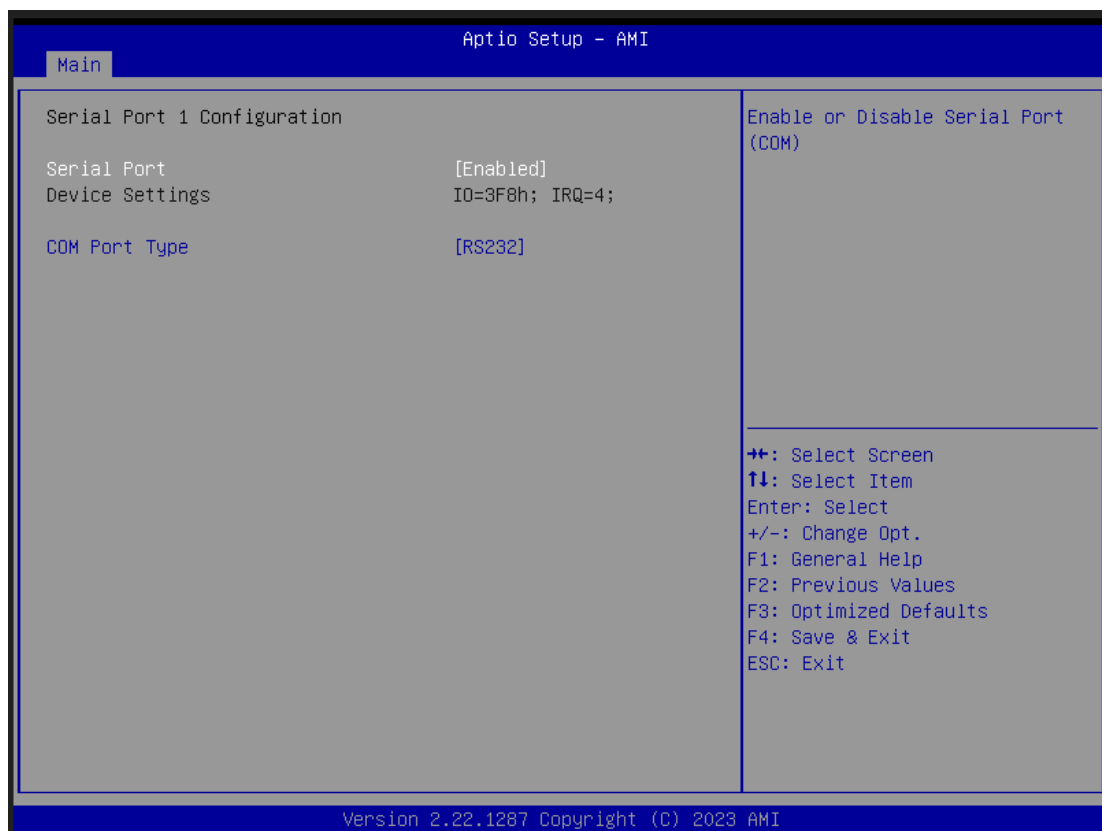 Aptio Setup - AMI
Main
Serial Port 1 Configuration
Serial Port [Enabled]
Device Settings IO=3F8h; IRQ=4;
COM Port Type [RS232]
Enable or Disable Serial Port
(COM)
→←: Select Screen
↑↓: Select Item
Enter: Select
+/-: Change Opt.
F1: General Help
F2: Previous Values
F3: Optimized Defaults
F4: Save & Exit
ESC: Exit
Version 2.22.1287 Copyright (C) 2023 AMI